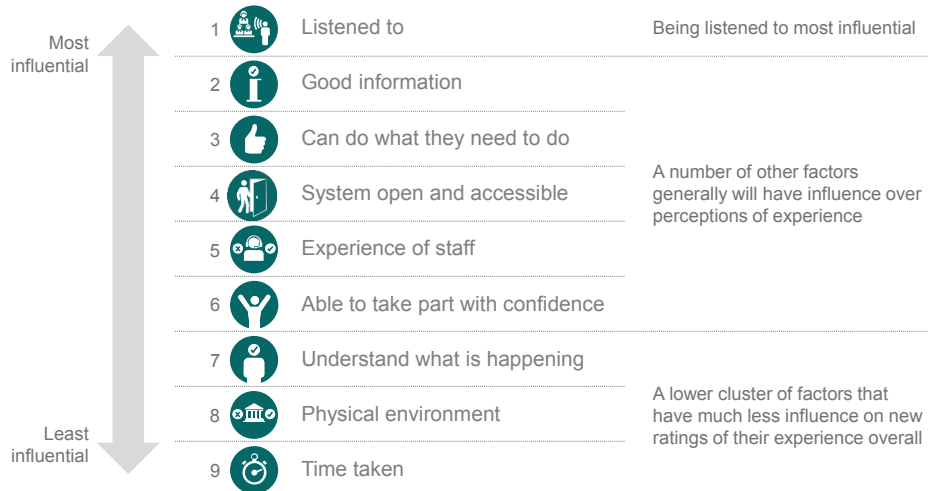 Most
influential
1 Listened to
Being listened to most influential
2 Good information
3 Can do what they need to do
4 System open and accessible
A number of other factors
generally will have influence over
perceptions of experience
5 Experience of staff
6 Able to take part with confidence
7 Understand what is happening
8 Physical environment
A lower cluster of factors that
have much less influence on new
ratings of their experience overall
Least
influential
9 Time taken